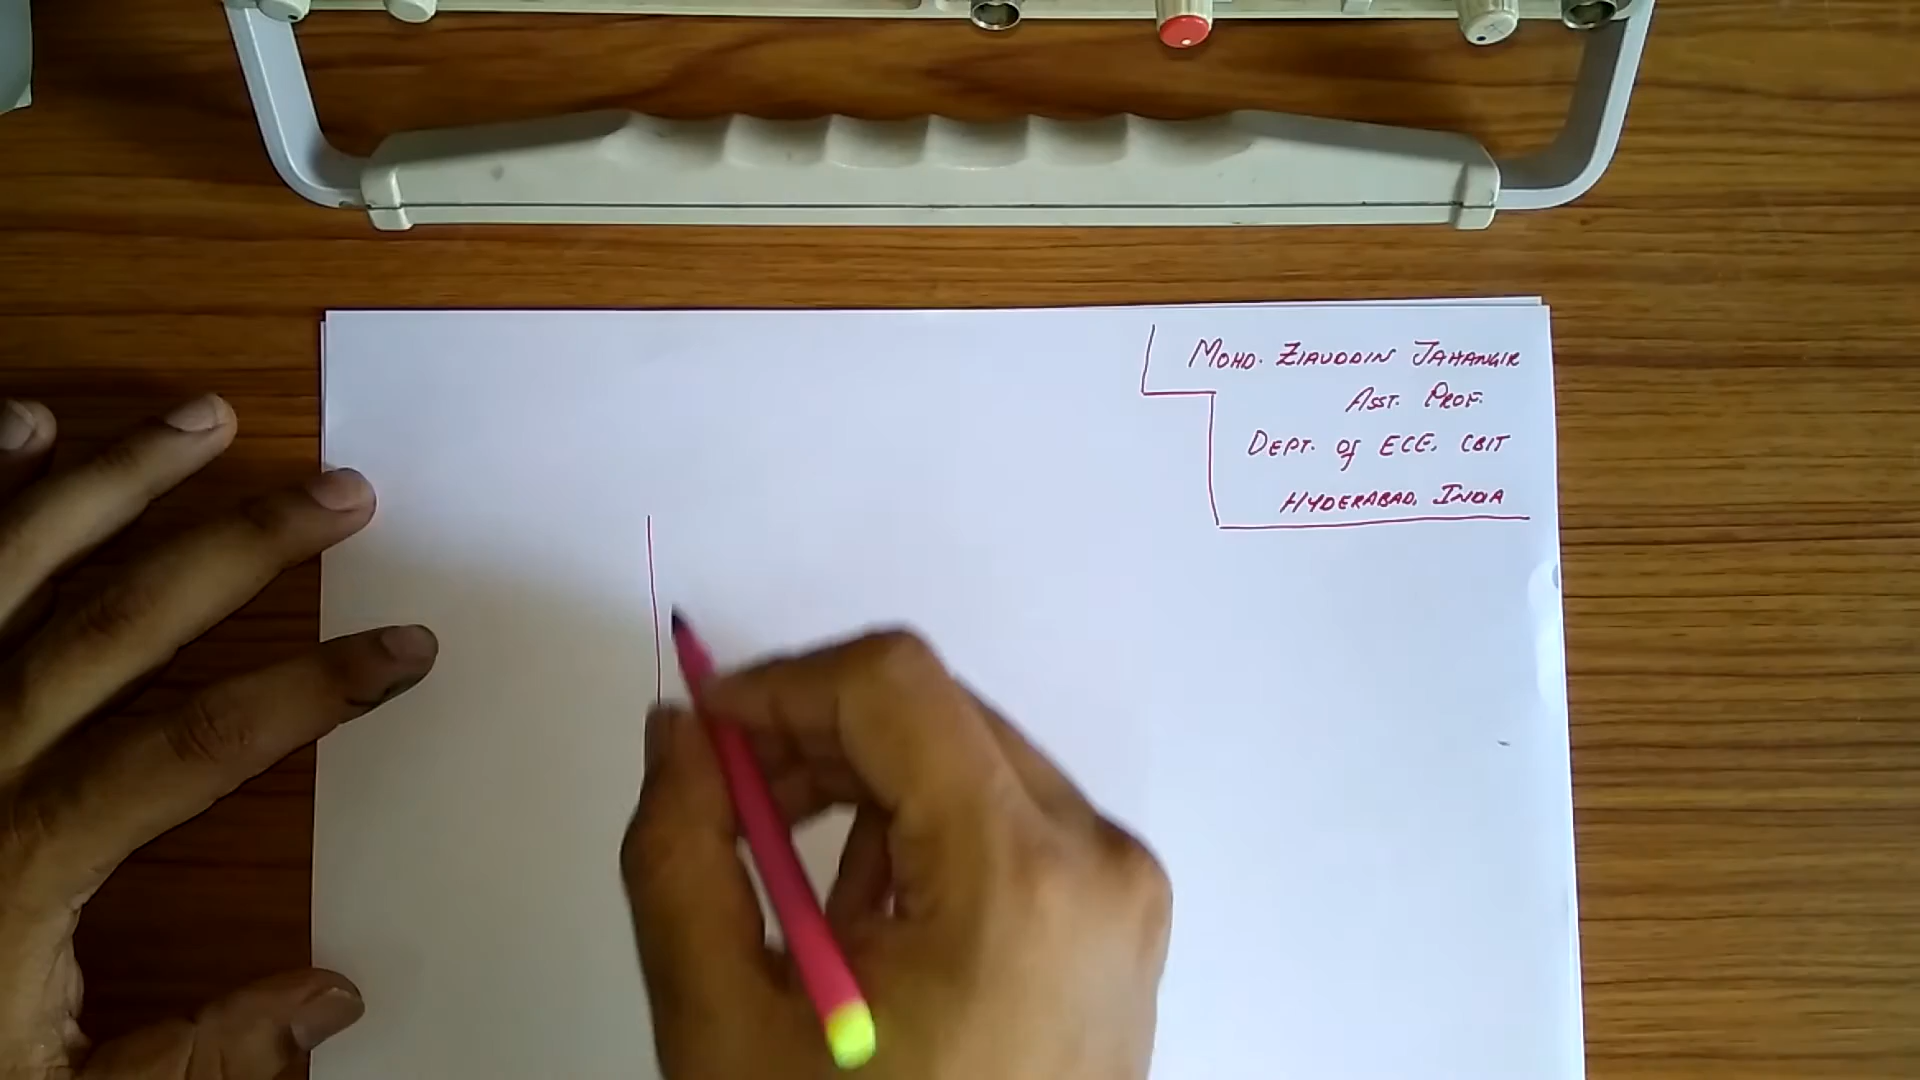 MOHD. ZIAUDDIN JAHANGIR
ASST. PROF.
DEPT. of ECE, CBIT
HYDERABAD, INDIA